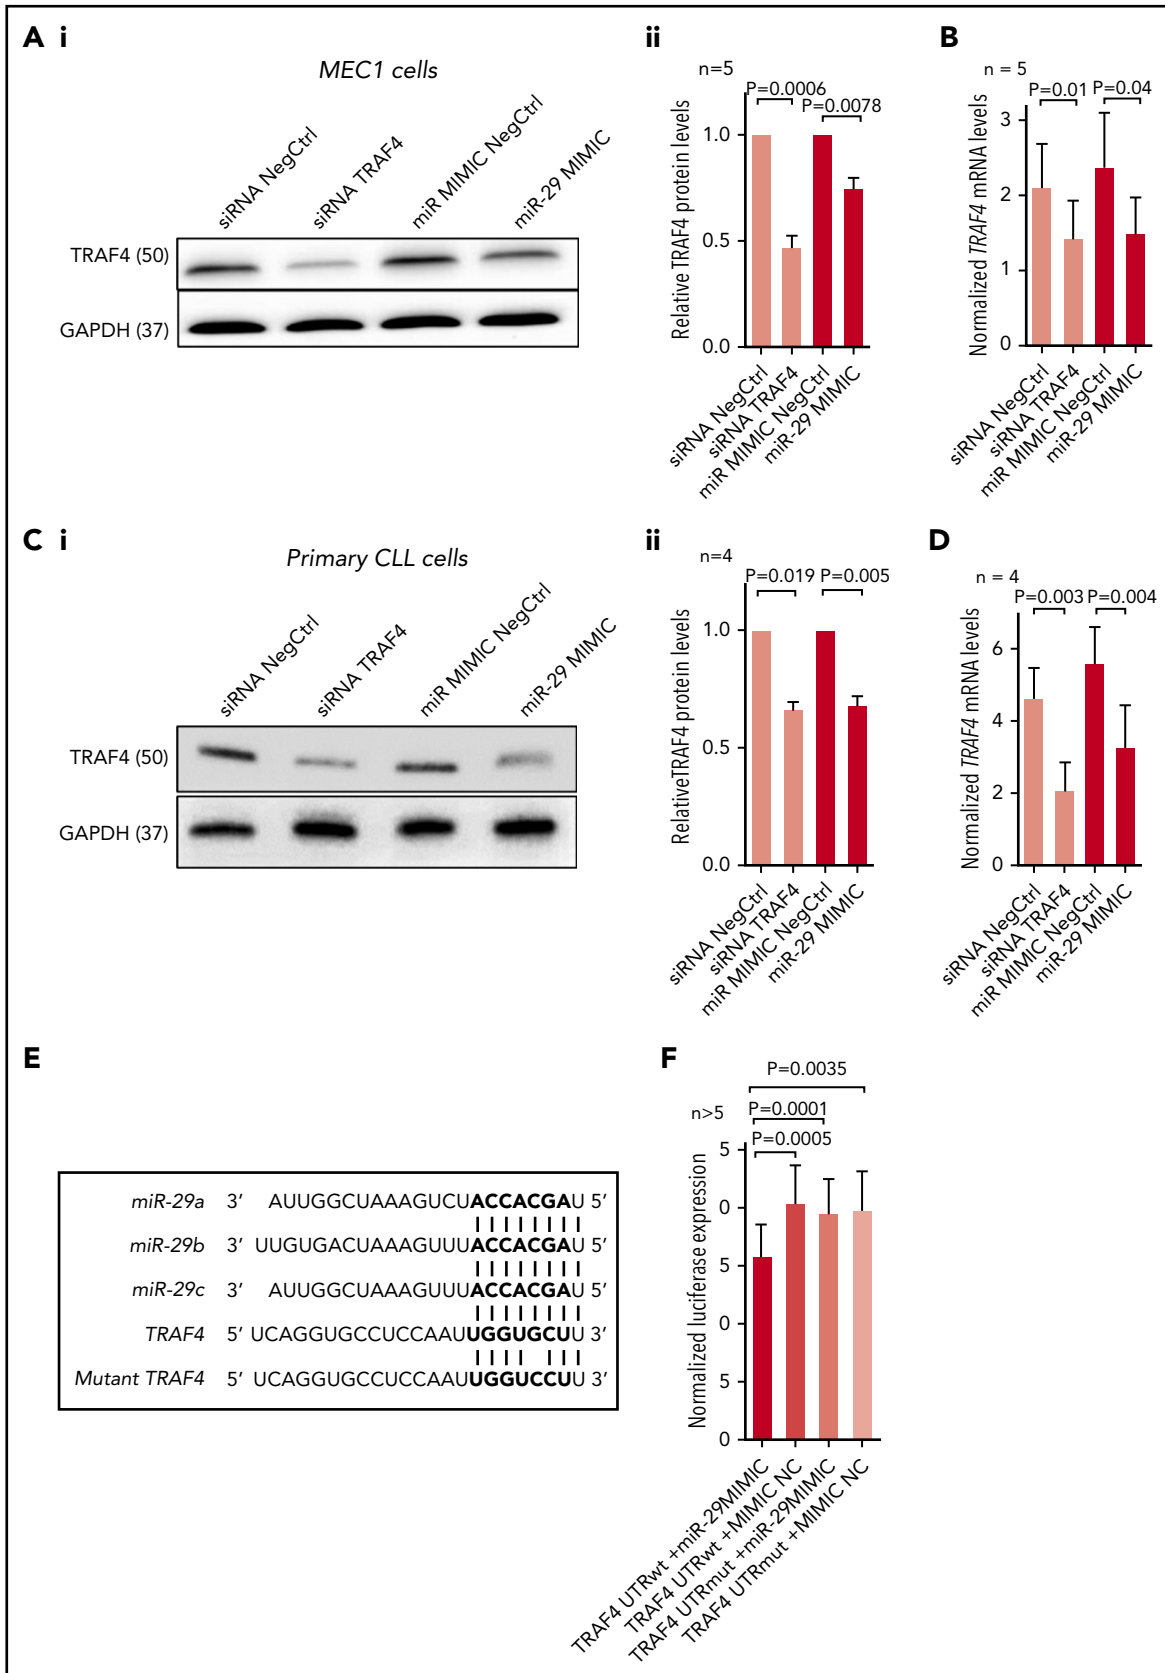 A i
MEC1 cells
siRNA NegCtrl
siRNA TRAF4
miR MIMIC NegCtrl
miR-29 MIMIC
TRAF4 (50)
GAPDH (37)
ii
n=5
P=0.0006
P=0.0078
Relative TRAF4 protein levels
1.0
0.5
0.0
siRNA NegCtrl
siRNA TRAF4
miR MIMIC NegCtrl
miR-29 MIMIC
B
n = 5
P=0.01 P=0.04
Normalized TRAF4 mRNA levels
3
2
1
0
siRNA NegCtrl
siRNA TRAF4
miR MIMIC NegCtrl
miR-29 MIMIC
C i
Primary CLL cells
siRNA NegCtrl
siRNA TRAF4
miR MIMIC NegCtrl
miR-29 MIMIC
TRAF4 (50)
GAPDH (37)
ii
n=4
P=0.019 P=0.005
RelativeTRAF4 protein levels
1.0
0.5
0.0
siRNA NegCtrl
siRNA TRAF4
miR MIMIC NegCtrl
miR-29 MIMIC
D
n = 4
P=0.003 P=0.004
Normalized TRAF4 mRNA levels
6
4
2
0
siRNA NegCtrl
siRNA TRAF4
miR MIMIC NegCtrl
miR-29 MIMIC
E
miR-29a 3′ AUUGGCUAAAGUCUACCACGAU 5′
miR-29b 3′ UUGUGACUAAAGUUUACCACGAU 5′
miR-29c 3′ AUUGGCUAAAGUUUACCACGAU 5′
TRAF4 5′ UCAGGUGCCUCCAAUUGGUGCUU 3′
Mutant TRAF4 5′ UCAGGUGCCUCCAAUUGGUCCUU 3′
F
P=0.0035
n>5
P=0.0001
P=0.0005
Normalized luciferase expression
5
0
5
0
5
0
TRAF4 UTRwt +miR-29MIMIC
TRAF4 UTRwt +MIMIC NC
TRAF4 UTRmut +miR-29MIMIC
TRAF4 UTRmut +MIMIC NC